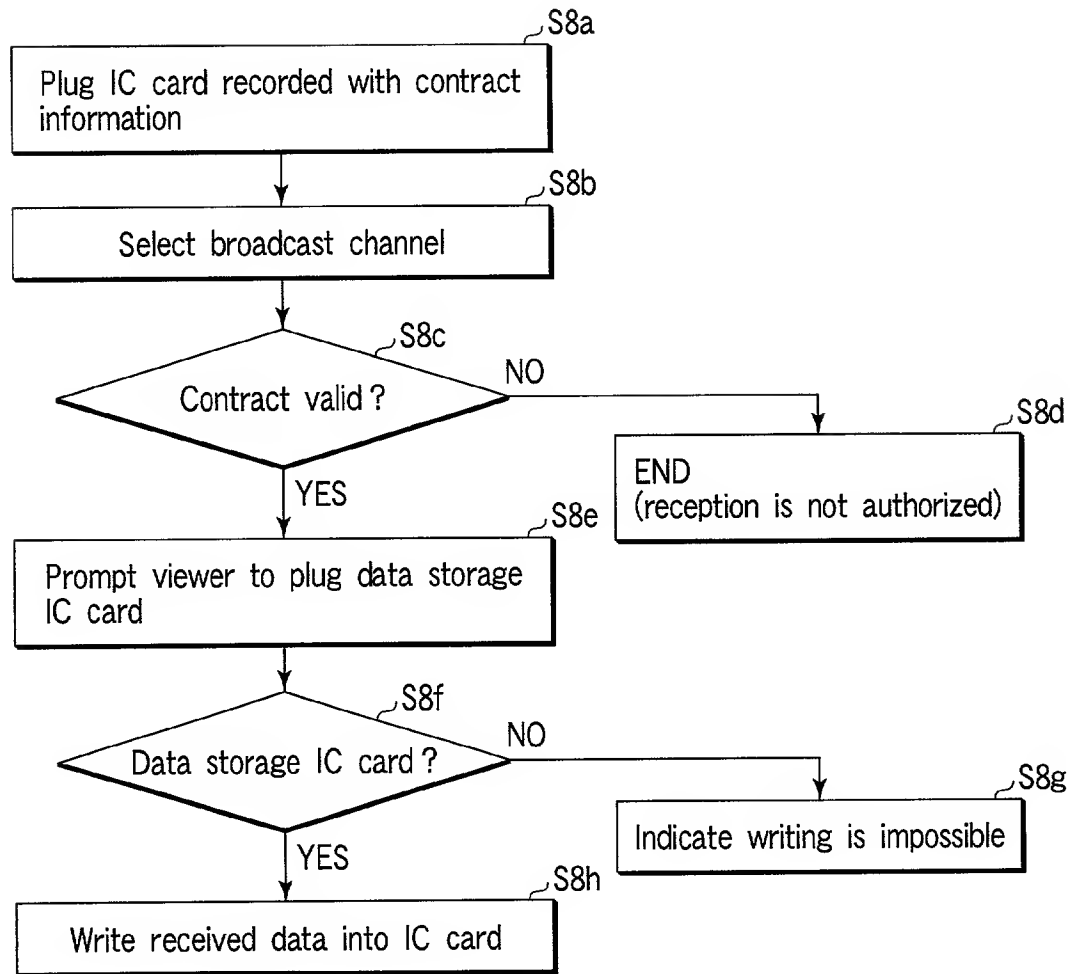 S8a
Plug IC card recorded with contract
information
S8b
Select broadcast channel
S8c
Contract valid ?
NO
S8d
END
(reception is not authorized)
YES
S8e
Prompt viewer to plug data storage
IC card
S8f
Data storage IC card ?
NO
S8g
Indicate writing is impossible
YES
S8h
Write received data into IC card